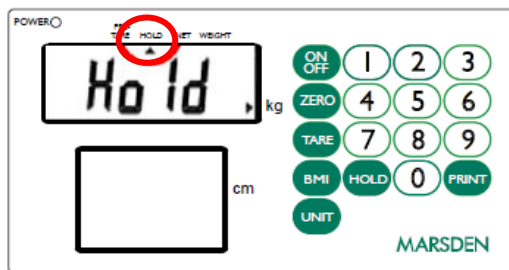 POWER
TARE HOLD NET WEIGHT
Hold
kg
cm
ON OFF 1 2 3
ZERO 4 5 6
TARE 7 8 9
BMI HOLD 0 PRINT
UNIT
MARSDEN